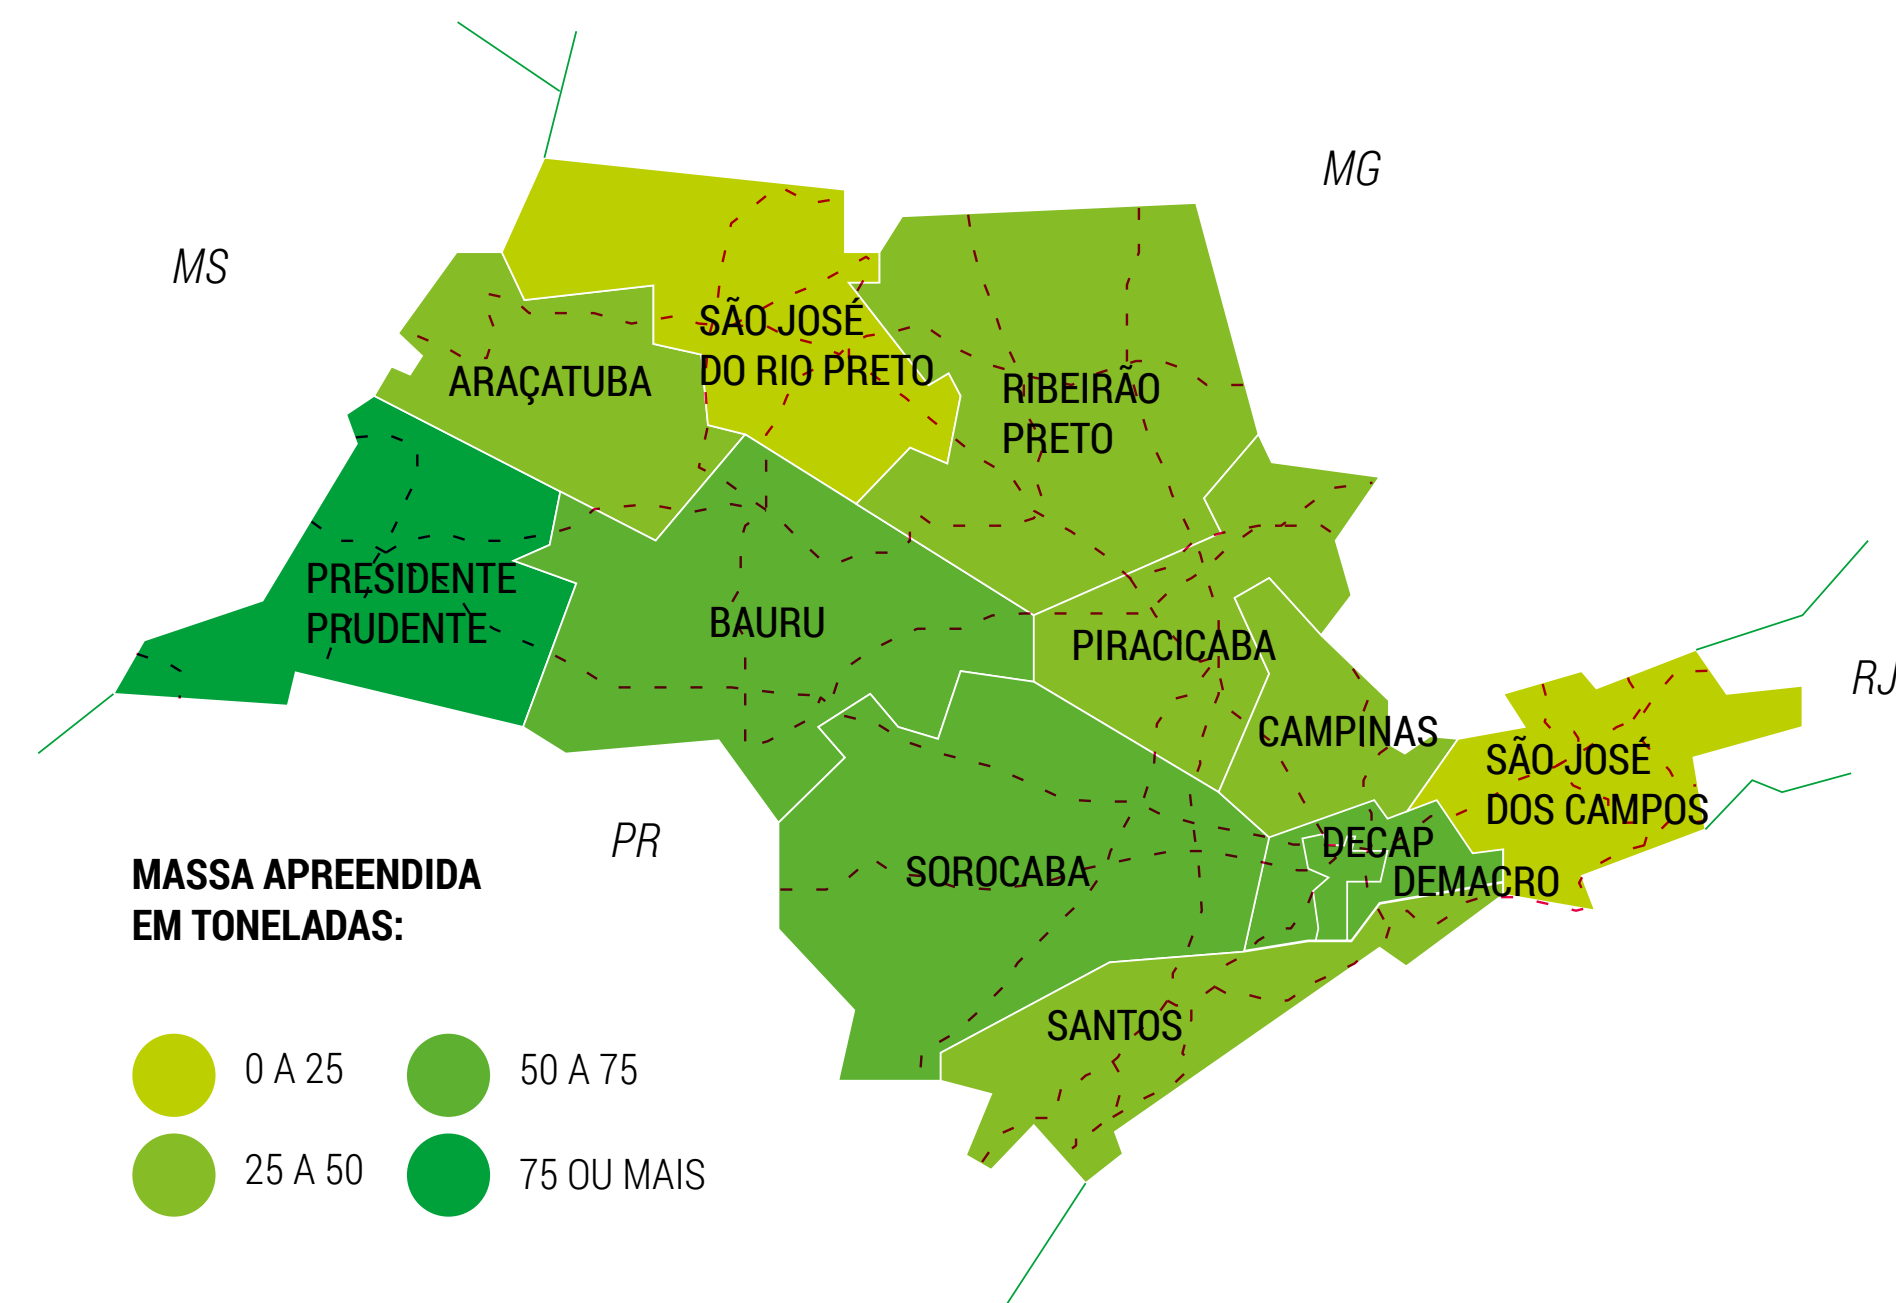 MG
MS
SÃO JOSÉ
DO RIO PRETO
ARAÇATUBA
RIBEIRÃO
PRETO
PRESIDENTE
PRUDENTE
BAURU
PIRACICABA
RJ
CAMPINAS
SÃO JOSÉ
DOS CAMPOS
PR
DECAP
DEMACRO
SOROCABA
SANTOS
MASSA APREENDIDA
EM TONELADAS:
0 A 25
50 A 75
25 A 50
75 OU MAIS